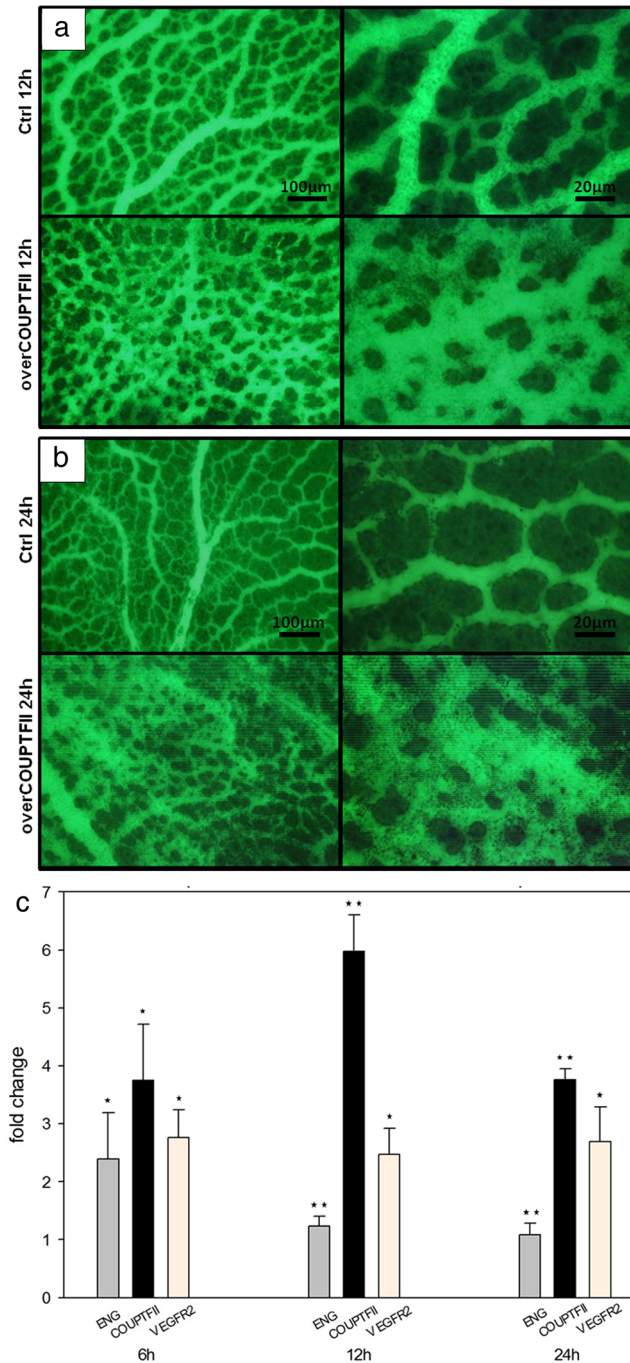 a
Ctrl 12h
100µm
20µm
overCOUPTFII 12h
b
Ctrl 24h
100µm
20µm
overCOUPTFII 24h
c
fold change
7
6
5
4
3
2
1
0
★
★
★
★ ★
★ ★
★
★ ★
★ ★
★
ENG
COUPTFII
VEGFR2
ENG
COUPTFII
VEGFR2
ENG
COUPTFII
VEGFR2
6h
12h
24h